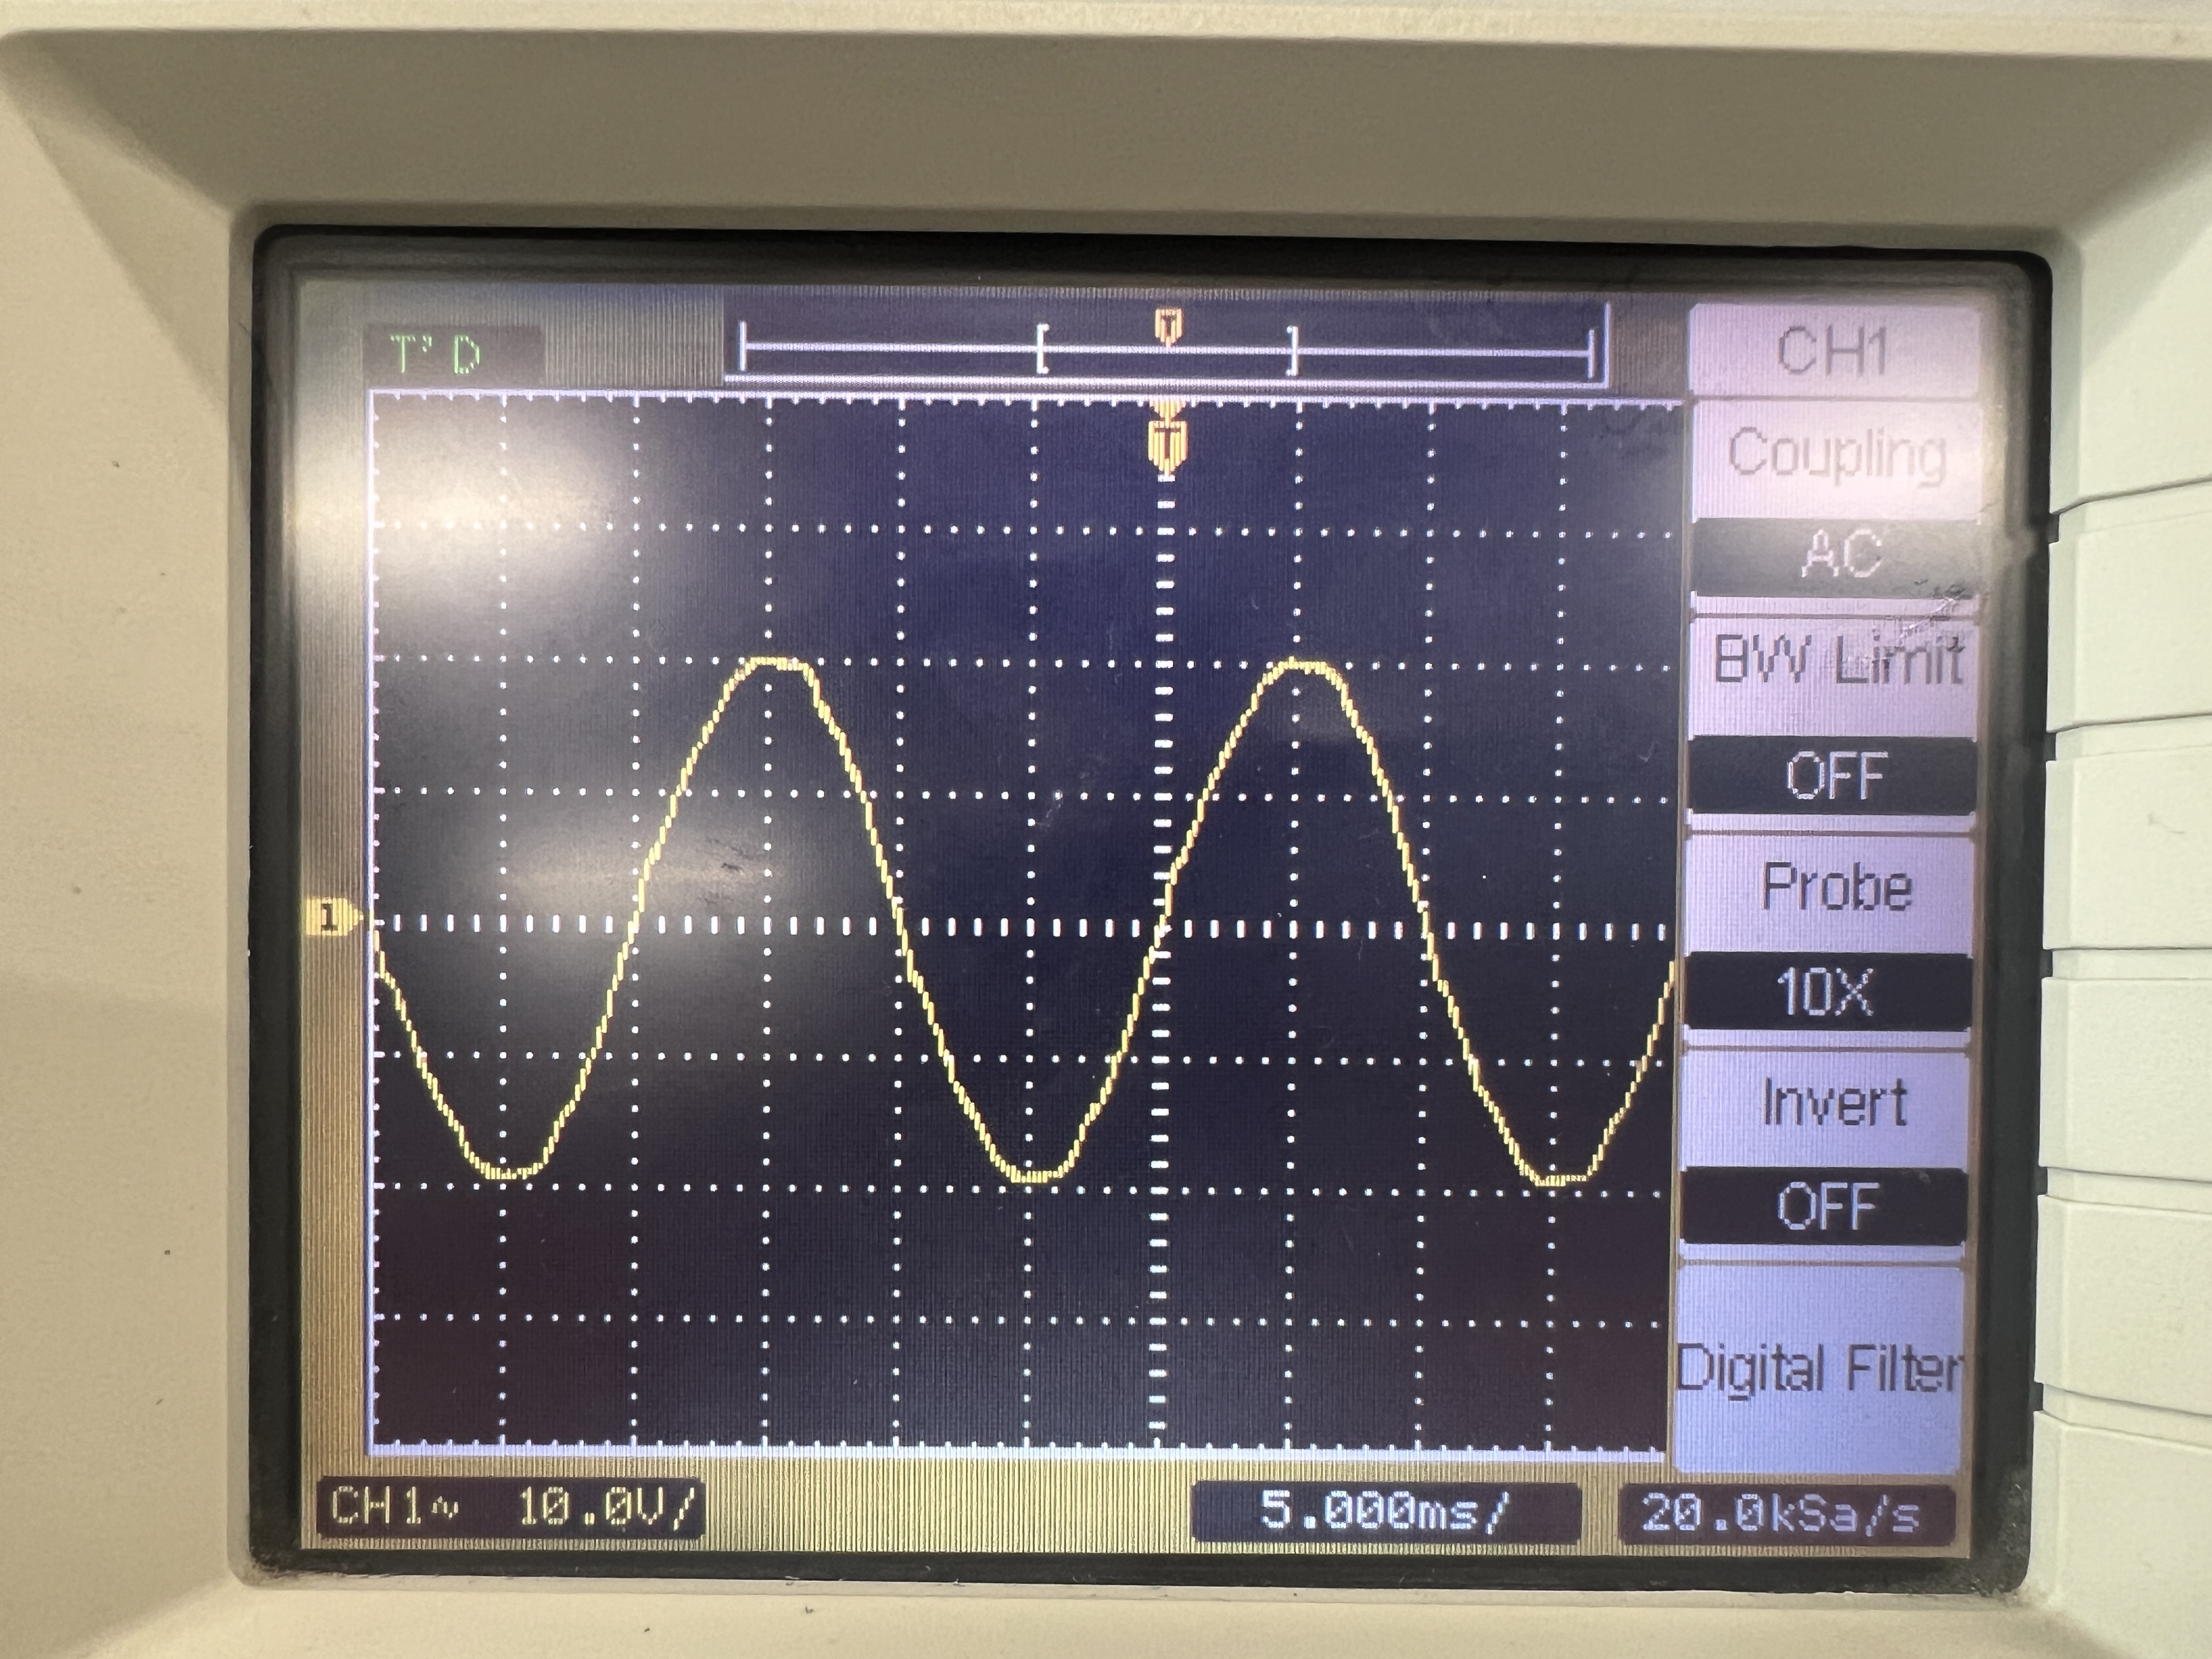 T'D
T
T
CH1
Coupling
AC
BW Limit
OFF
Probe
1
10X
Invert
OFF
Digital Filter
CH1~ 10.0V/
5.000ms/
20.0kSa/s